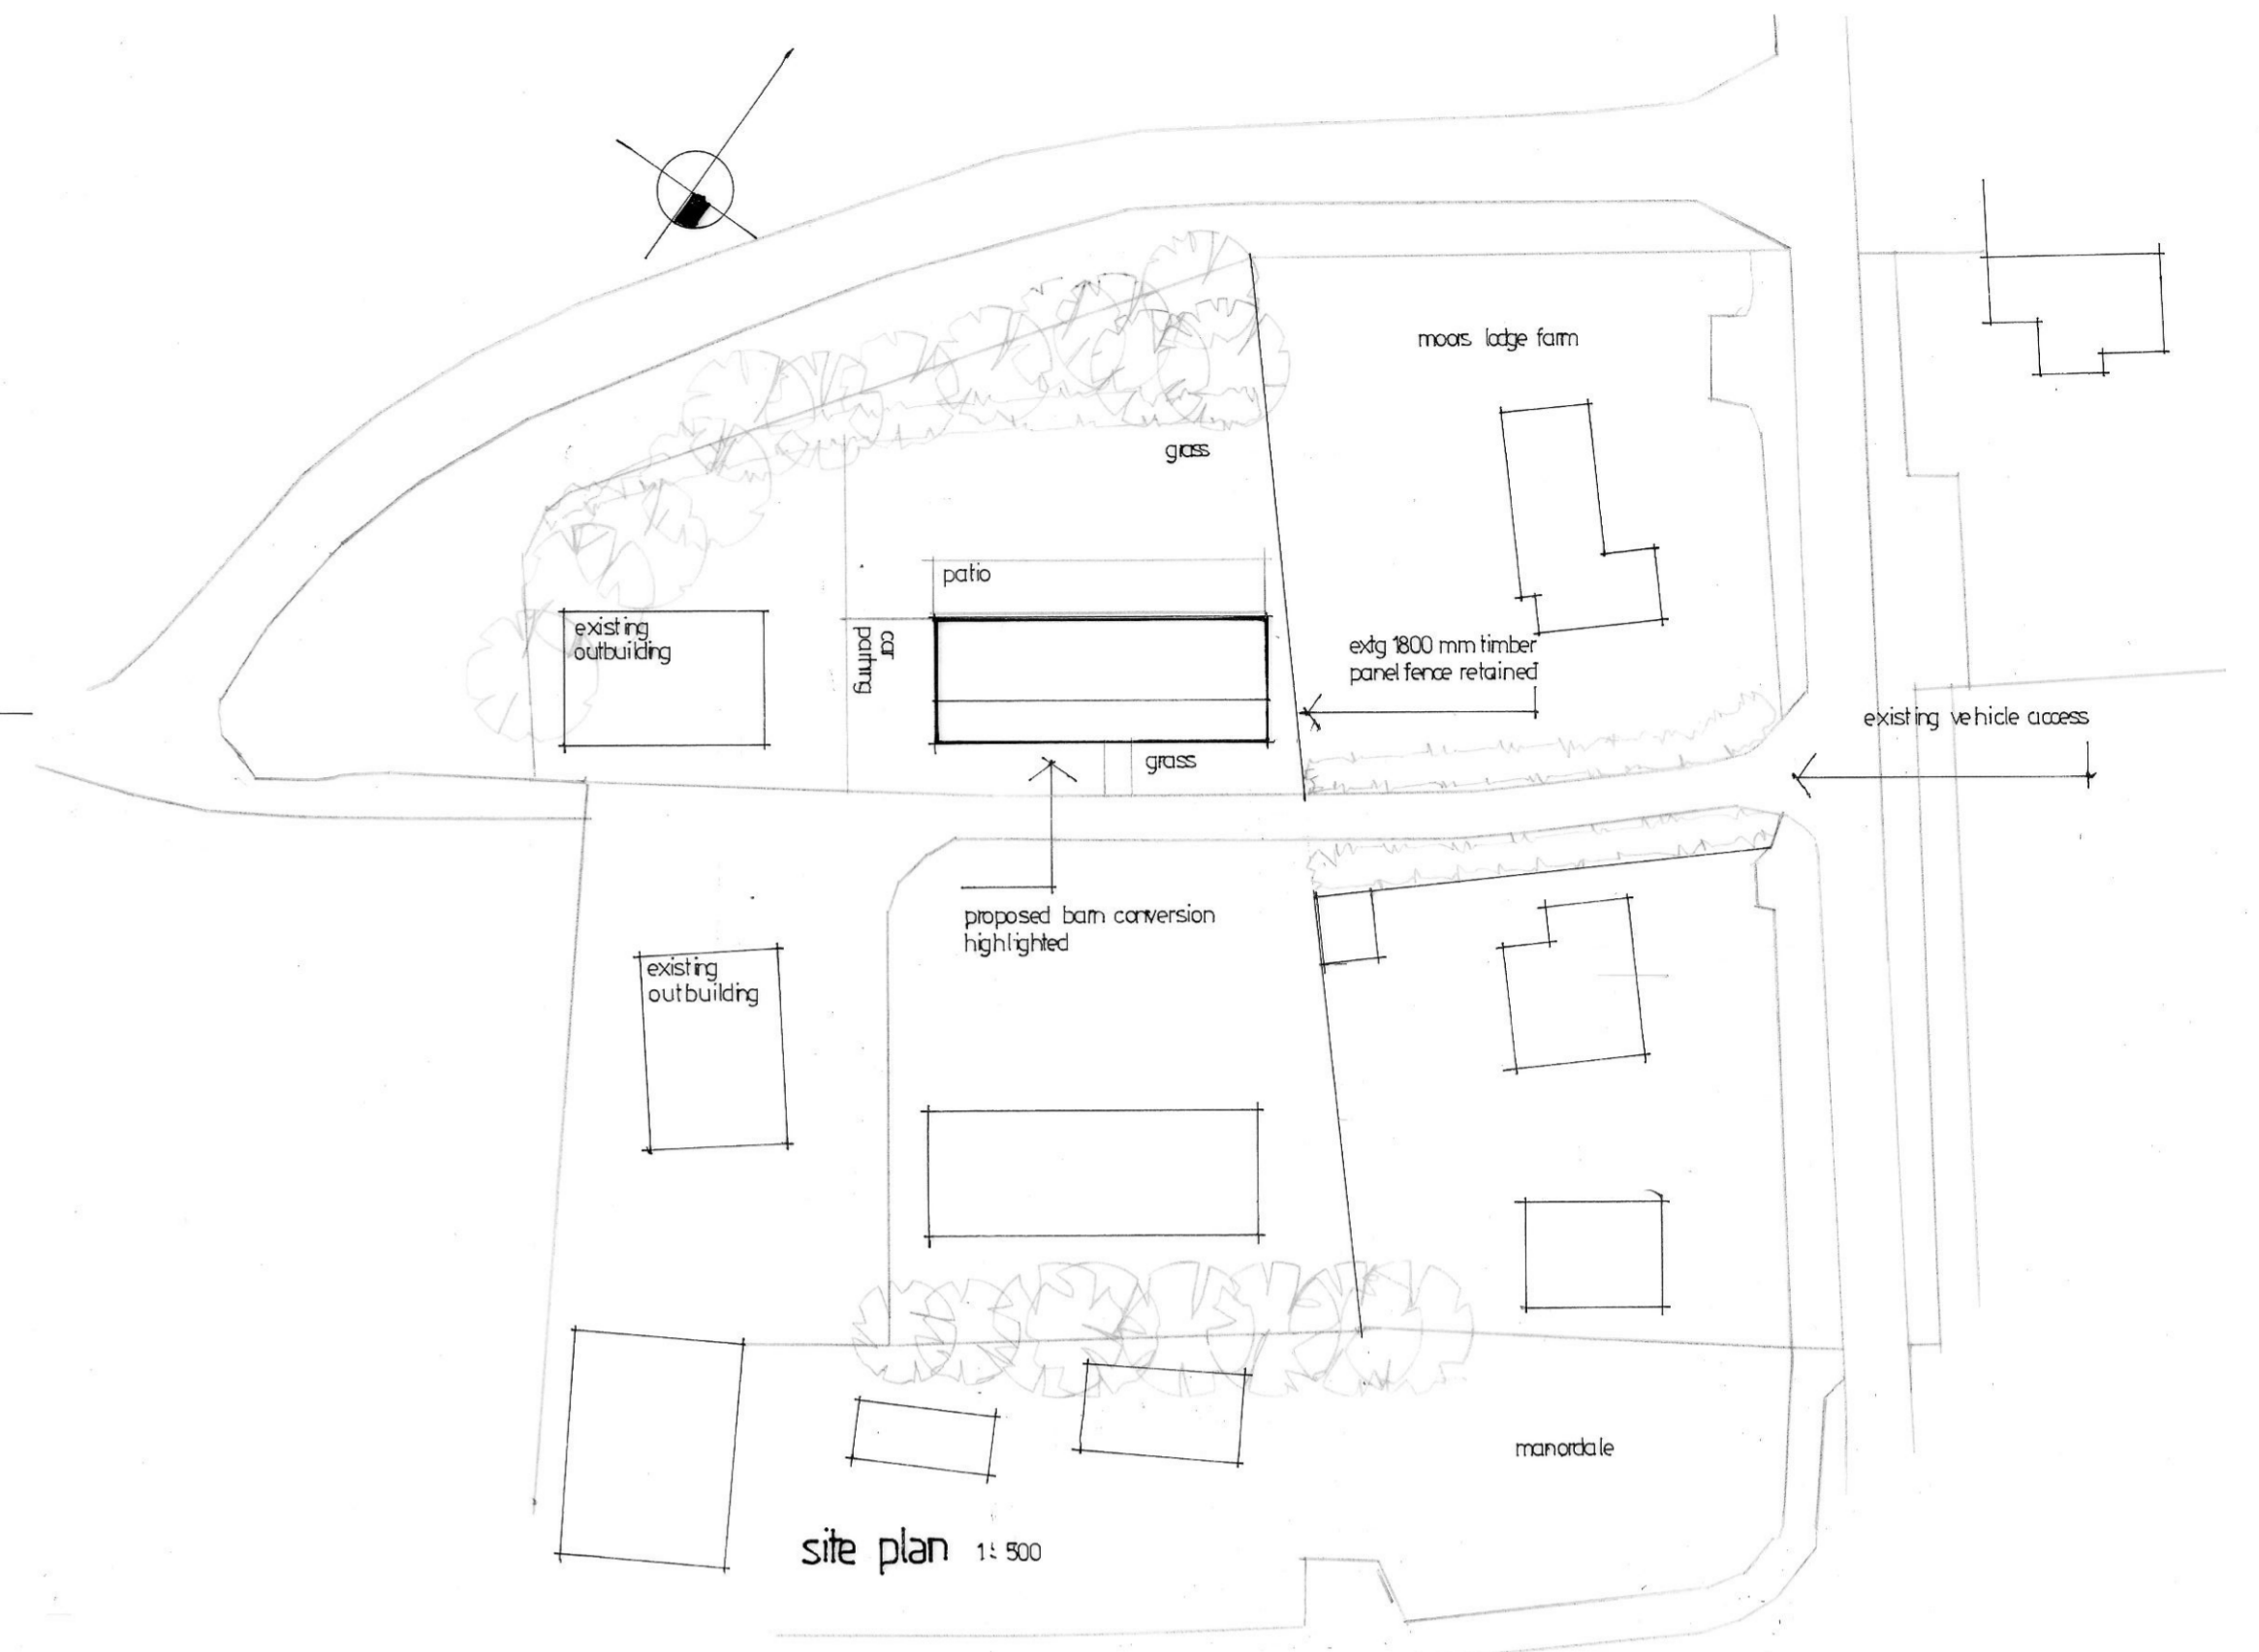 moors lodge farm
grass
patio
existing
outbuilding
car
parking
extg 1800 mm timber
panel fence retained
existing vehicle access
grass
proposed barn conversion
highlighted
existing
outbuilding
manordale
site plan 1:500